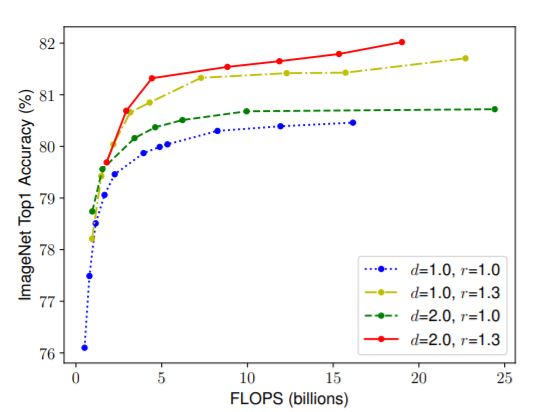 82
81
80
79
78
77
76
ImageNet Top1 Accuracy (%)
0 5 10 15 20 25
FLOPS (billions)
d=1.0, r=1.0
d=1.0, r=1.3
d=2.0, r=1.0
d=2.0, r=1.3